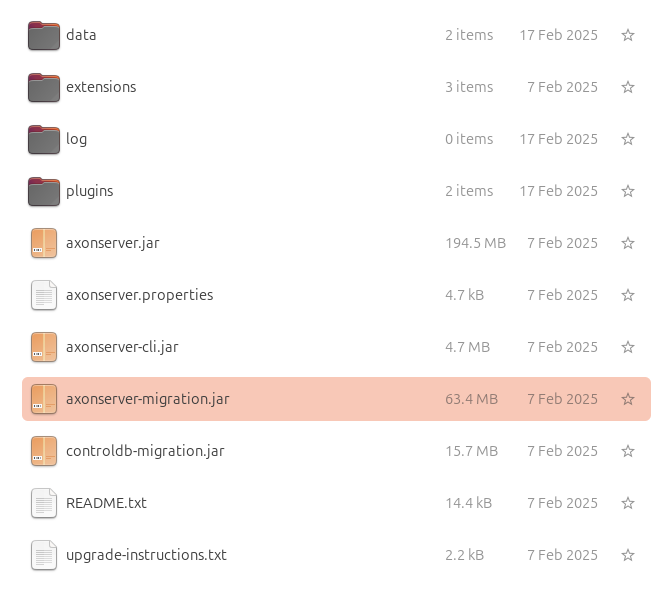 data 2 items 17 Feb 2025
extensions 3 items 7 Feb 2025
log 0 items 17 Feb 2025
plugins 2 items 17 Feb 2025
axonserver.jar 194.5 MB 7 Feb 2025
axonserver.properties 4.7 kB 7 Feb 2025
axonserver-cli.jar 4.7 MB 7 Feb 2025
axonserver-migration.jar 63.4 MB 7 Feb 2025
controldb-migration.jar 15.7 MB 7 Feb 2025
README.txt 14.4 kB 7 Feb 2025
upgrade-instructions.txt 2.2 kB 7 Feb 2025